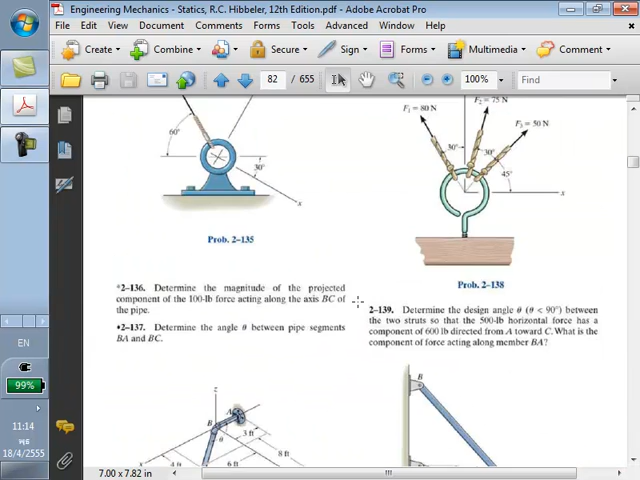 Engineering Mechanics - Statics, R.C. Hibbeler, 12th Edition.pdf - Adobe Acrobat Pro
File Edit View Document Comments Forms Tools Advanced Window Help
Create Combine Secure Sign Forms Multimedia Comment
82 / 655 100% Find
60°
30°
x
Prob. 2–135
F₁ = 80 N
F₂ = 75 N
F₃ = 50 N
30°
30°
45°
x
Prob. 2–138
*2–136. Determine the magnitude of the projected
component of the 100-lb force acting along the axis BC of
the pipe.
•2–137. Determine the angle θ between pipe segments
BA and BC.
2–139. Determine the design angle θ (θ < 90°) between
the two struts so that the 500-lb horizontal force has a
component of 600 lb directed from A toward C. What is the
component of force acting along member BA?
z
A
B
θ
3 ft
8 ft
4 ft
6 ft
x
B
EN
99%
11:14
18/4/2555
7.00 x 7.82 in